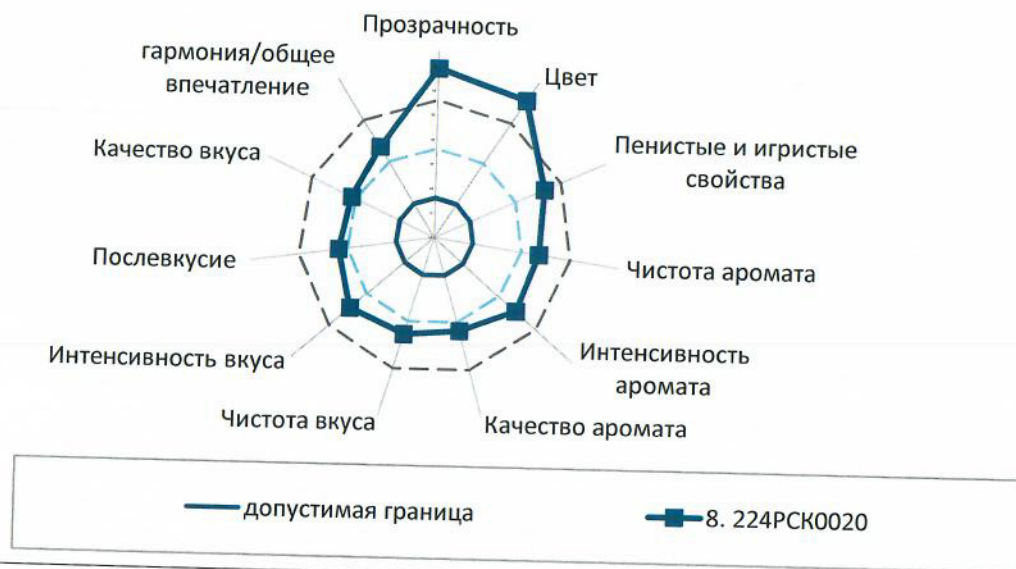 Прозрачность
Цвет
Пенистые и игристые
свойства
Чистота аромата
Интенсивность
аромата
Качество аромата
Чистота вкуса
Интенсивность вкуса
Послевкусие
Качество вкуса
гармония/общее
впечатление
допустимая граница
8. 224РСК0020